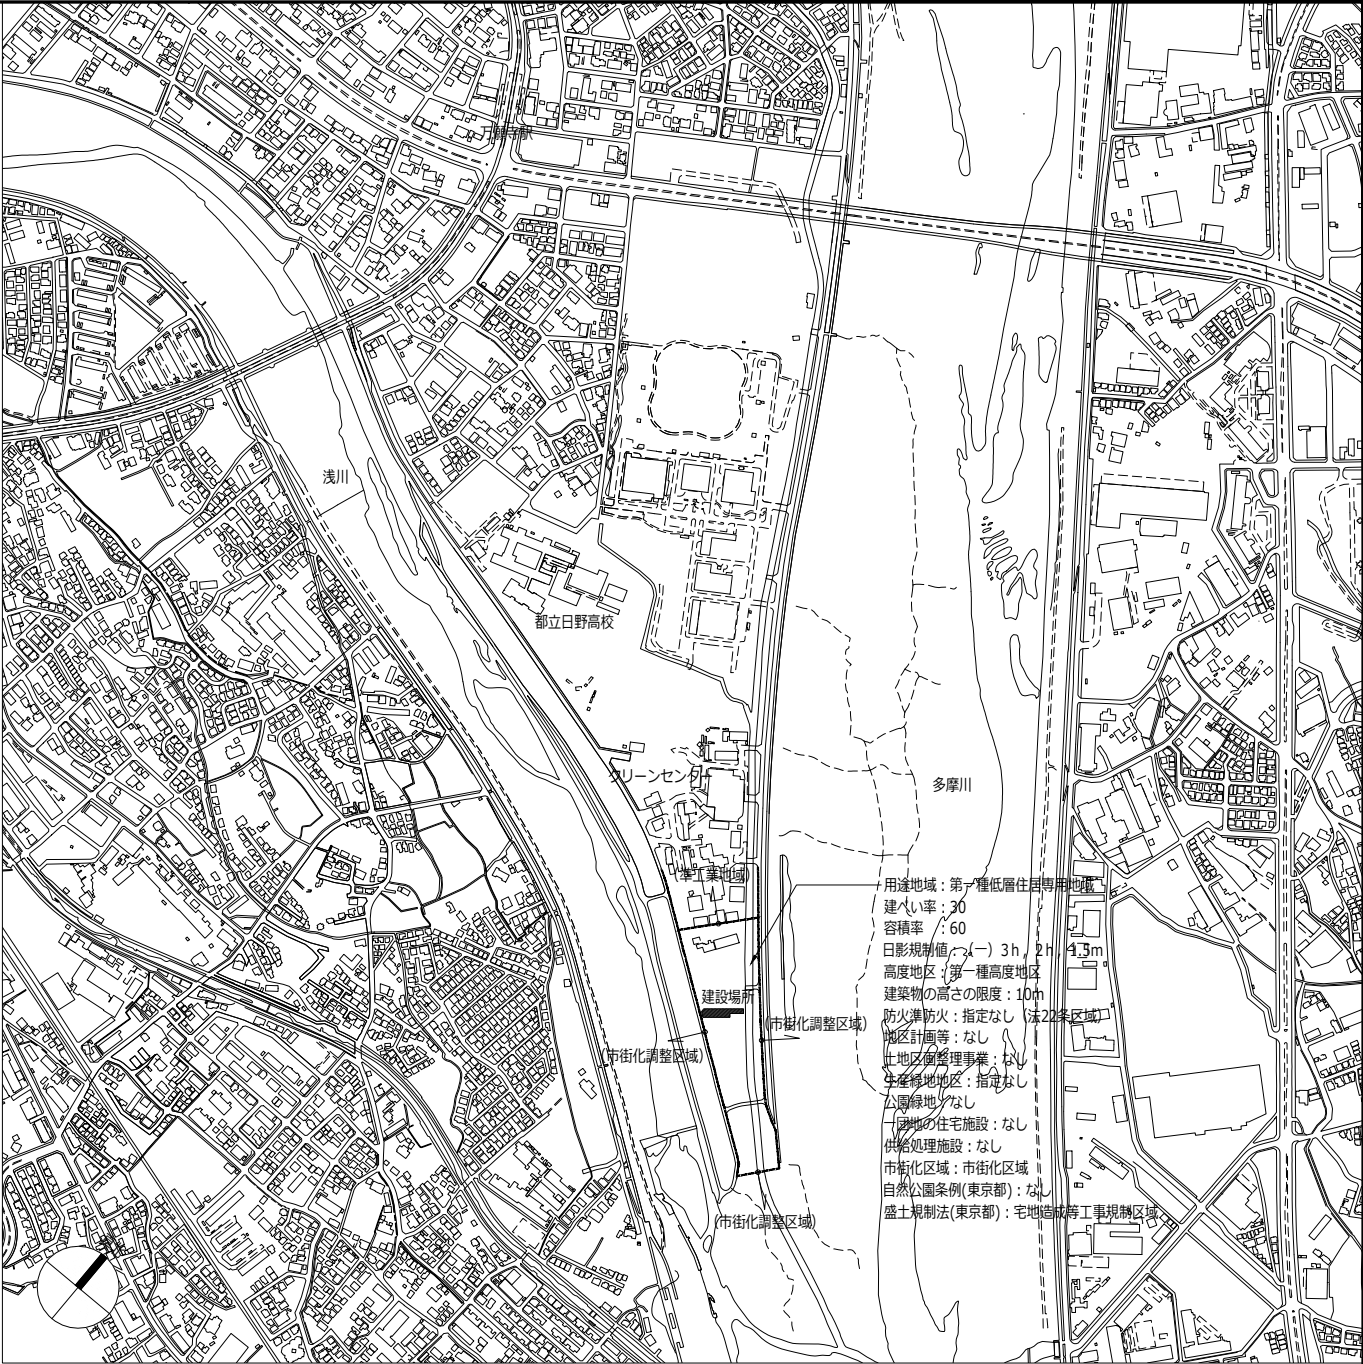 万願寺駅
浅川
都立日野高校
クリーンセンター
多摩川
(準工業地域)
用途地域：第一種低層住居専用地域
建ぺい率：30
容積率　：60
日影規制値：(一) 3h, 2h, 1.5m
高度地区：第一種高度地区
建築物の高さの限度：10m
建設場所
防火準防火：指定なし（法22条区域）
(市街化調整区域)
地区計画等：なし
(市街化調整区域)
土地区画整理事業：なし
生産緑地地区：指定なし
公園緑地：なし
一団地の住宅施設：なし
供給処理施設：なし
市街化区域：市街化区域
自然公園条例(東京都)：なし
盛土規制法(東京都)：宅地造成等工事規制区域
(市街化調整区域)